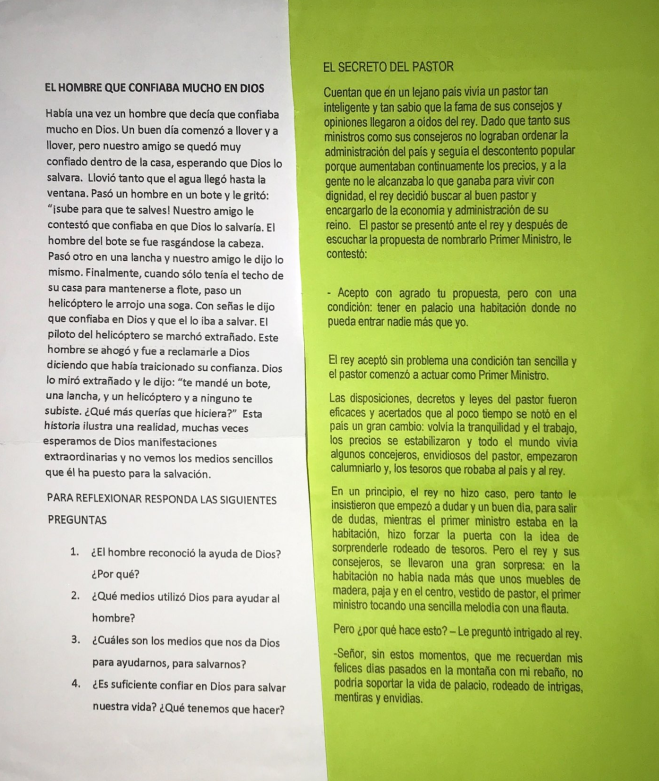 EL HOMBRE QUE CONFIABA MUCHO EN DIOS
Había una vez un hombre que decía que confiaba
mucho en Dios. Un buen día comenzó a llover y a
llover, pero nuestro amigo se quedó muy
confiado dentro de la casa, esperando que Dios lo
salvara. Llovió tanto que el agua llegó hasta la
ventana. Pasó un hombre en un bote y le gritó:
"¡sube para que te salves! Nuestro amigo le
contestó que confiaba en que Dios lo salvaría. El
hombre del bote se fue rasgándose la cabeza.
Pasó otro en una lancha y nuestro amigo le dijo lo
mismo. Finalmente, cuando sólo tenía el techo de
su casa para mantenerse a flote, paso un
helicóptero le arrojo una soga. Con señas le dijo
que confiaba en Dios y que el lo iba a salvar. El
piloto del helicóptero se marchó extrañado. Este
hombre se ahogó y fue a reclamarle a Dios
diciendo que había traicionado su confianza. Dios
lo miró extrañado y le dijo: "te mandé un bote,
una lancha, y un helicóptero y a ninguno te
subiste. ¿Qué más querías que hiciera?" Esta
historia ilustra una realidad, muchas veces
esperamos de Dios manifestaciones
extraordinarias y no vemos los medios sencillos
que él ha puesto para la salvación.
PARA REFLEXIONAR RESPONDA LAS SIGUIENTES
PREGUNTAS
1. ¿El hombre reconoció la ayuda de Dios?
¿Por qué?
2. ¿Qué medios utilizó Dios para ayudar al
hombre?
3. ¿Cuáles son los medios que nos da Dios
para ayudarnos, para salvarnos?
4. ¿Es suficiente confiar en Dios para salvar
nuestra vida? ¿Qué tenemos que hacer?
EL SECRETO DEL PASTOR
Cuentan que en un lejano país vivia un pastor tan
inteligente y tan sabio que la fama de sus consejos y
opiniones llegaron a oidos del rey. Dado que tanto sus
ministros como sus consejeros no lograban ordenar la
administración del país y seguia el descontento popular
porque aumentaban continuamente los precios, y a la
gente no le alcanzaba lo que ganaba para vivir con
dignidad, el rey decidió buscar al buen pastor y
encargarlo de la economia y administración de su
reino. El pastor se presentó ante el rey y después de
escuchar la propuesta de nombrarlo Primer Ministro, le
contestó:
- Acepto con agrado tu propuesta, pero con una
condición: tener en palacio una habitación donde no
pueda entrar nadie más que yo.
El rey aceptó sin problema una condición tan sencilla y
el pastor comenzó a actuar como Primer Ministro.
Las disposiciones, decretos y leyes del pastor fueron
eficaces y acertados que al poco tiempo se notó en el
país un gran cambio: volvía la tranquilidad y el trabajo,
los precios se estabilizaron y todo el mundo vivia
algunos concejeros, envidiosos del pastor, empezaron
calumniarlo y, los tesoros que robaba al país y al rey.
En un principio, el rey no hizo caso, pero tanto le
insistieron que empezó a dudar y un buen día, para salir
de dudas, mientras el primer ministro estaba en la
habitación, hizo forzar la puerta con la idea de
sorprenderle rodeado de tesoros. Pero el rey y sus
consejeros, se llevaron una gran sorpresa: en la
habitación no habia nada más que unos muebles de
madera, paja y en el centro, vestido de pastor, el primer
ministro tocando una sencilla melodia con una flauta.
Pero ¿por qué hace esto? – Le preguntò intrigado al rey.
-Señor, sin estos momentos, que me recuerdan mis
felices días pasados en la montaña con mi rebaño, no
podria soportar la vida de palacio, rodeado de intrigas,
mentiras y envidias.